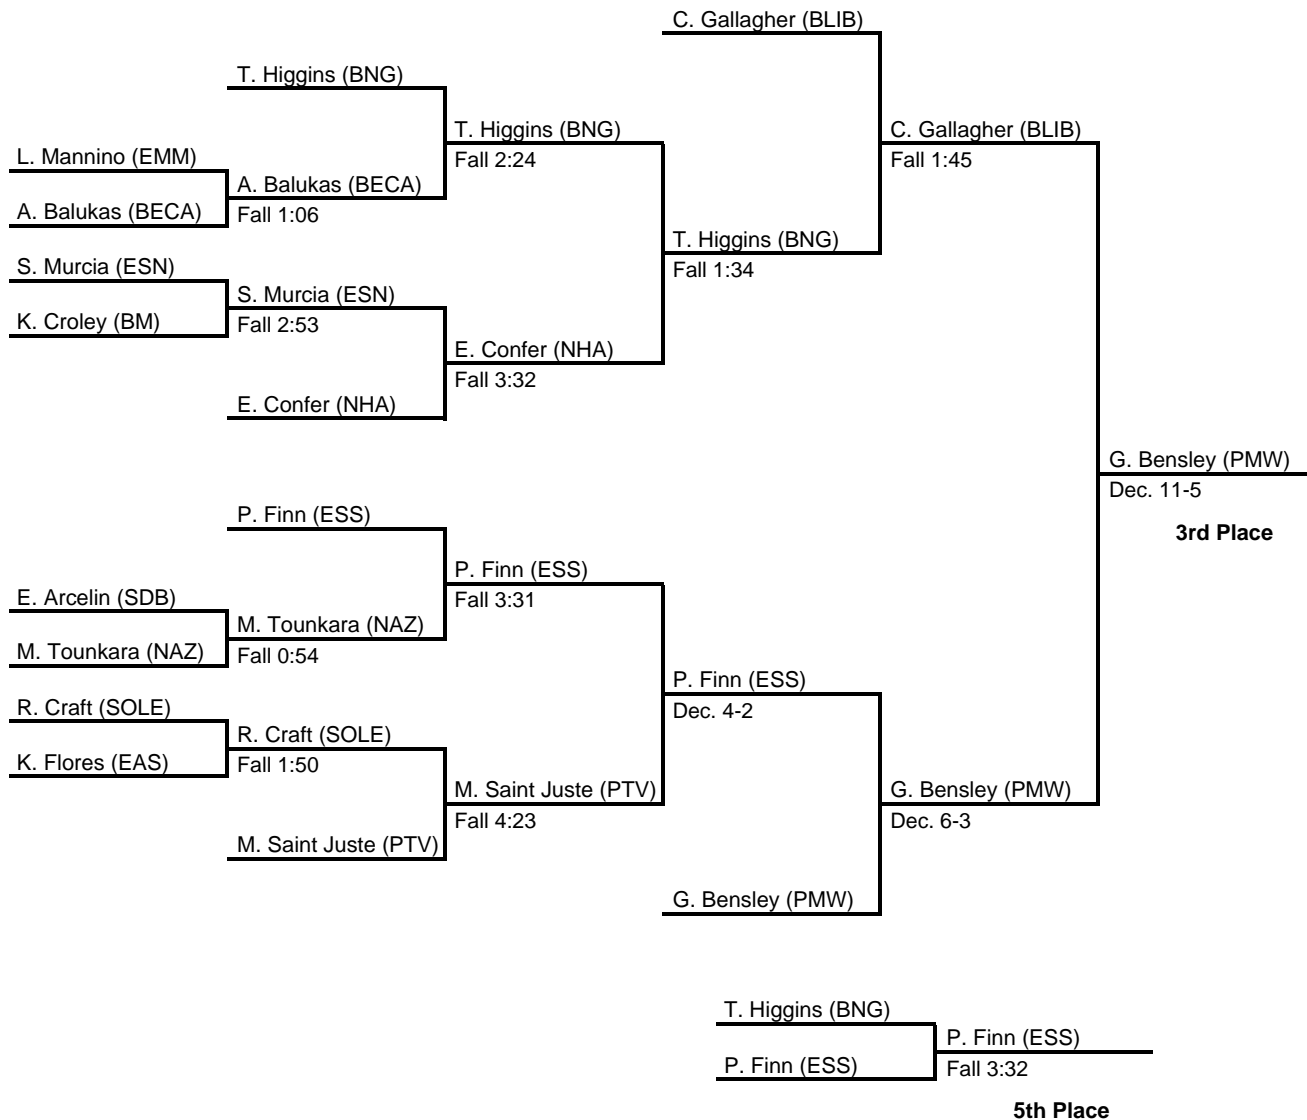 C. Gallagher (BLIB)
T. Higgins (BNG)
T. Higgins (BNG)
C. Gallagher (BLIB)
L. Mannino (EMM)
Fall 2:24
Fall 1:45
A. Balukas (BECA)
A. Balukas (BECA)
Fall 1:06
T. Higgins (BNG)
S. Murcia (ESN)
Fall 1:34
S. Murcia (ESN)
K. Croley (BM)
Fall 2:53
E. Confer (NHA)
Fall 3:32
E. Confer (NHA)
G. Bensley (PMW)
Dec. 11-5
P. Finn (ESS)
3rd Place
P. Finn (ESS)
E. Arcelin (SDB)
Fall 3:31
M. Tounkara (NAZ)
M. Tounkara (NAZ)
Fall 0:54
P. Finn (ESS)
R. Craft (SOLE)
Dec. 4-2
R. Craft (SOLE)
K. Flores (EAS)
Fall 1:50
M. Saint Juste (PTV)
G. Bensley (PMW)
Fall 4:23
Dec. 6-3
M. Saint Juste (PTV)
G. Bensley (PMW)
T. Higgins (BNG)
P. Finn (ESS)
P. Finn (ESS)
Fall 3:32
5th Place